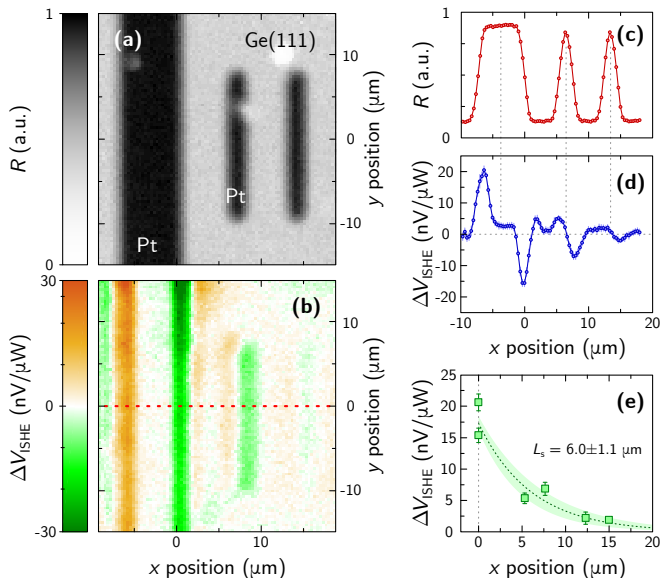 1
R (a.u.)
0
(a)
Ge(111)
Pt
Pt
10
0
-10
y position (µm)
30
ΔV_ISHE (nV/µW)
0
-30
(b)
10
0
-10
y position (µm)
0
10
x position (µm)
1
R (a.u.)
0
(c)
20
10
0
-10
-20
ΔV_ISHE (nV/µW)
(d)
-10
0
10
20
x position (µm)
25
20
15
10
5
0
ΔV_ISHE (nV/µW)
(e)
L_s = 6.0±1.1 µm
0
5
10
15
20
x position (µm)